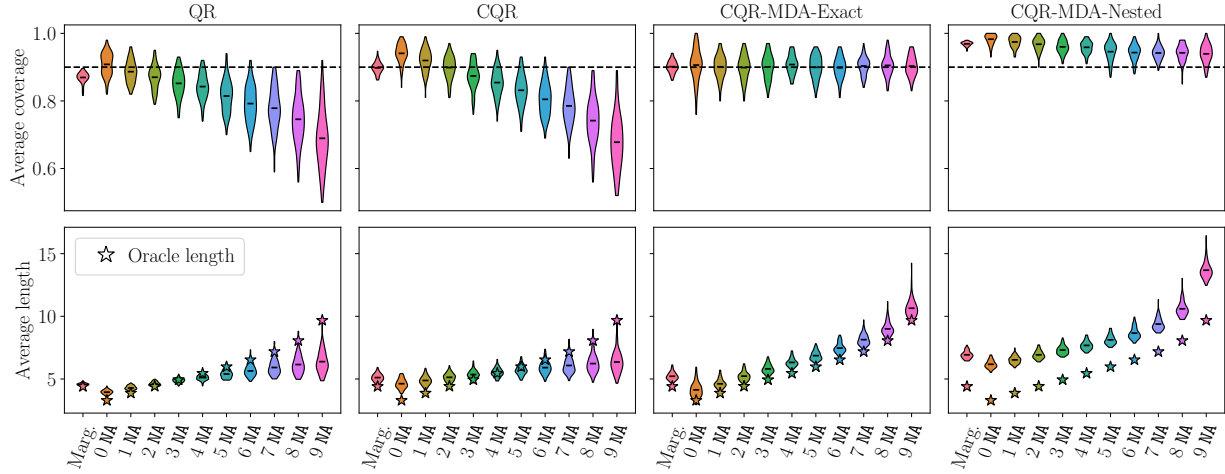 QR
CQR
CQR-MDA-Exact
CQR-MDA-Nested
Average coverage
1.0
0.8
0.6
Average length
15
10
5
Oracle length
Marg. 0 NA 1 NA 2 NA 3 NA 4 NA 5 NA 6 NA 7 NA 8 NA 9 NA
Marg. 0 NA 1 NA 2 NA 3 NA 4 NA 5 NA 6 NA 7 NA 8 NA 9 NA
Marg. 0 NA 1 NA 2 NA 3 NA 4 NA 5 NA 6 NA 7 NA 8 NA 9 NA
Marg. 0 NA 1 NA 2 NA 3 NA 4 NA 5 NA 6 NA 7 NA 8 NA 9 NA